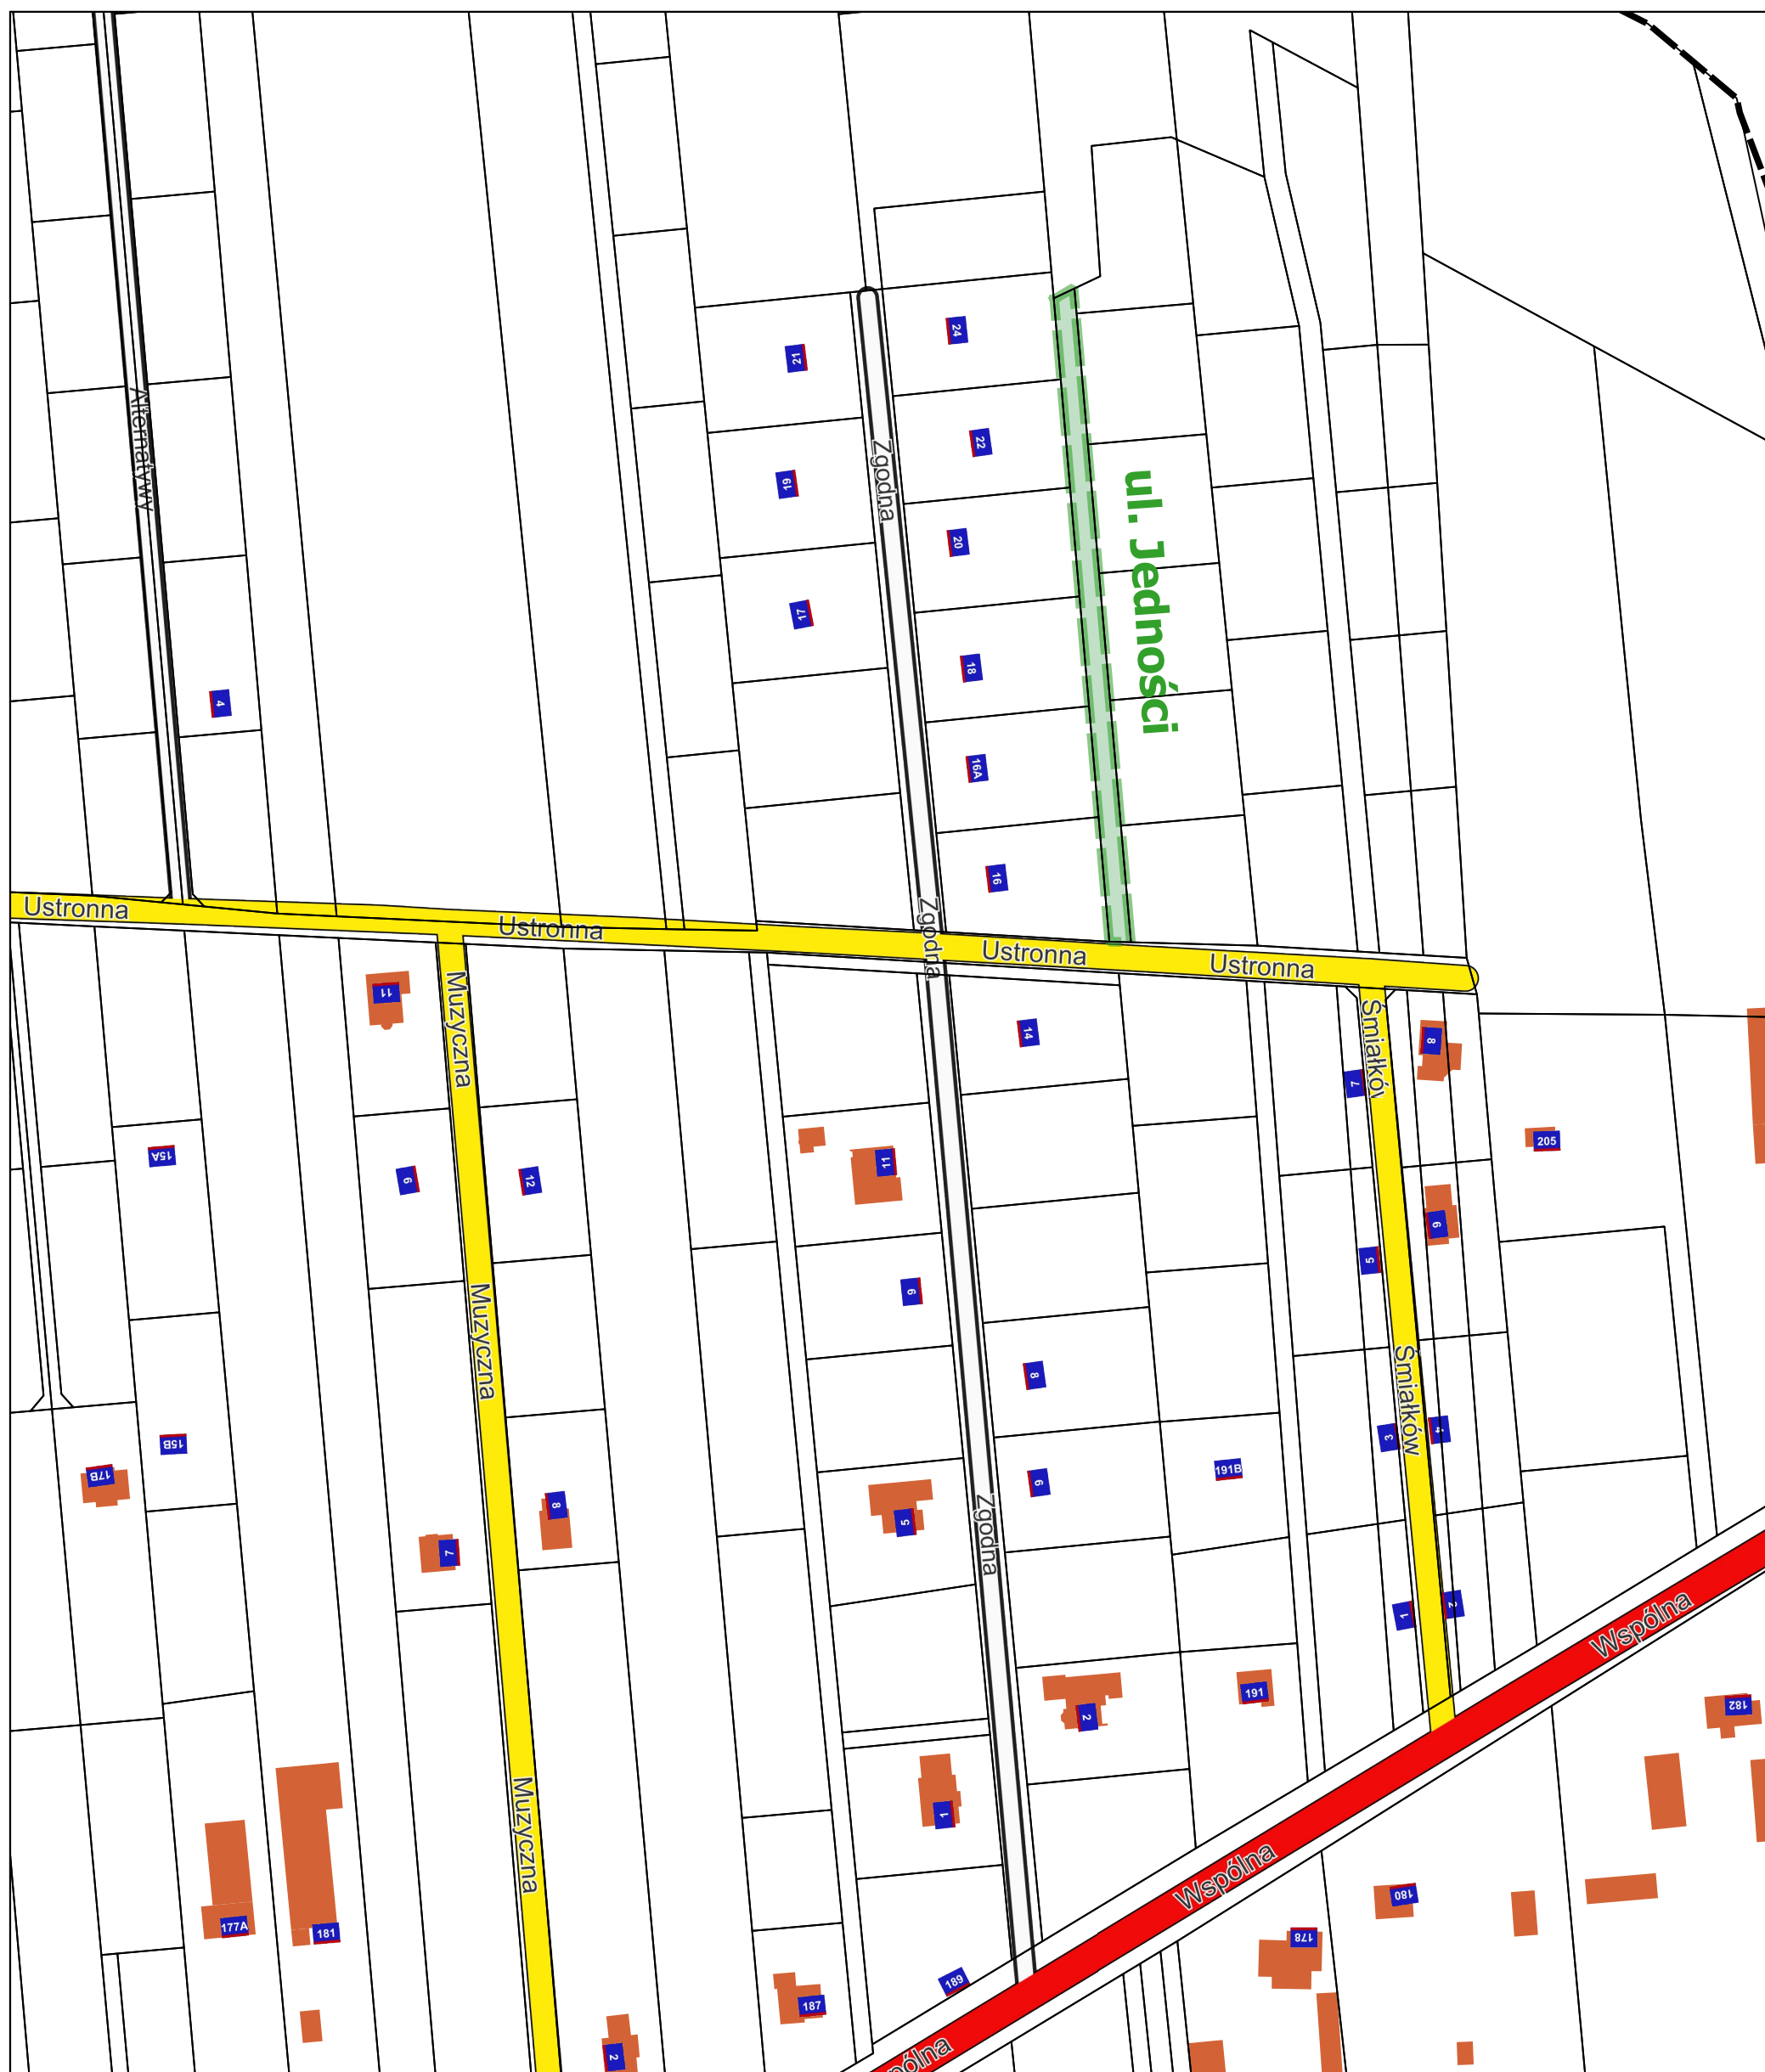 24
21
22
Alternatywy
Zgodna
19
ul. Jedności
20
17
18
4
16A
16
Ustronna
Ustronna
Zgodna
Ustronna
Ustronna
11
Muzyczna
14
Śmiałków
8
7
205
15A
9
12
11
6
5
9
Muzyczna
8
Śmiałków
4
3
15B
17B
191B
6
8
5
Zgodna
7
2
1
Wspólna
191
2
182
Muzyczna
1
Wspólna
180
177A
181
178
189
187
2
pólna